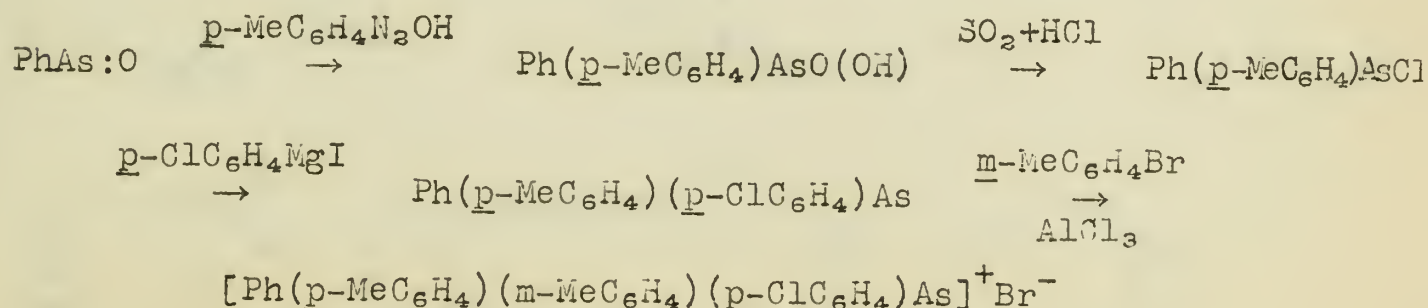 p-MeC₆H₄N₂OH SO₂+HCl
PhAs:O → Ph(p-MeC₆H₄)AsO(OH) → Ph(p-MeC₆H₄)AsCl
p-ClC₆H₄MgI m-MeC₆H₄Br
→ Ph(p-MeC₆H₄)(p-ClC₆H₄)As →
AlCl₃
[Ph(p-MeC₆H₄)(m-MeC₆H₄)(p-ClC₆H₄)As]⁺Br⁻